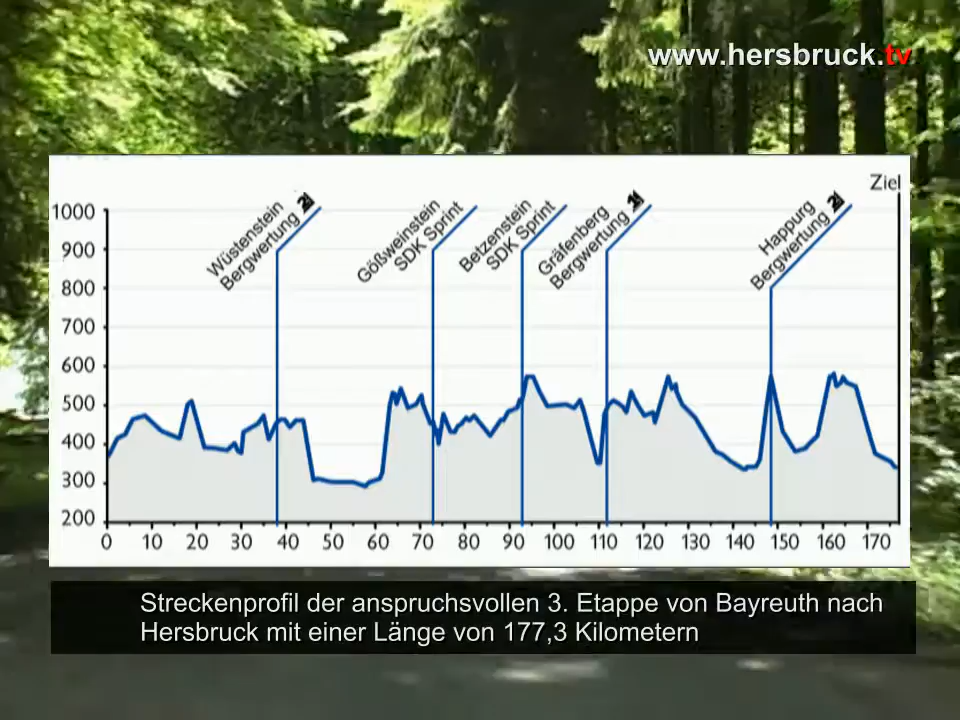 www.hersbruck.tv
Ziel
Wüstenstein
Bergwertung 2
Gößweinstein
SDK Sprint
Betzenstein
SDK Sprint
Gräfenberg
Bergwertung 1
Happurg
Bergwertung 2
1000
900
800
700
600
500
400
300
200
0 10 20 30 40 50 60 70 80 90 100 110 120 130 140 150 160 170
Streckenprofil der anspruchsvollen 3. Etappe von Bayreuth nach
Hersbruck mit einer Länge von 177,3 Kilometern